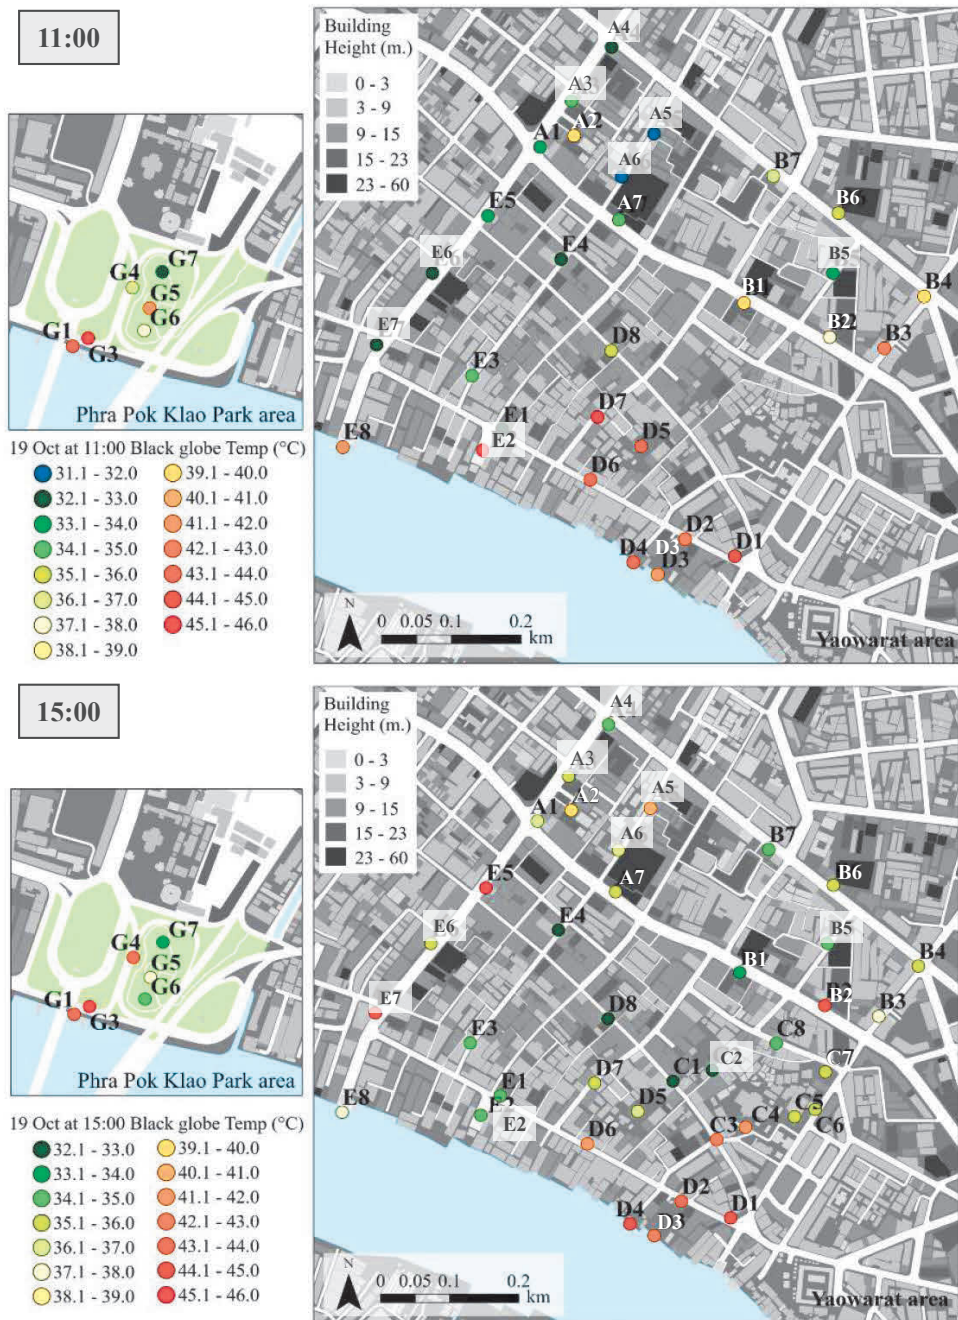 11:00
Building
Height (m.)
0 - 3
3 - 9
9 - 15
15 - 23
23 - 60
A4
A3
A2
A1
A5
A6
A7
B7
B6
E5
E4
E6
B5
B1
B4
B2
B3
E7
D8
E3
D7
E1
E2
D5
E8
D6
D2
D3
D1
D4
D3
G7
G4
G5
G6
G1
G3
Phra Pok Klao Park area
N
0 0.05 0.1 0.2
km
Yaowarat area
19 Oct at 11:00 Black globe Temp (°C)
31.1 - 32.0
32.1 - 33.0
33.1 - 34.0
34.1 - 35.0
35.1 - 36.0
36.1 - 37.0
37.1 - 38.0
38.1 - 39.0
39.1 - 40.0
40.1 - 41.0
41.1 - 42.0
42.1 - 43.0
43.1 - 44.0
44.1 - 45.0
45.1 - 46.0
15:00
Building
Height (m.)
0 - 3
3 - 9
9 - 15
15 - 23
23 - 60
A4
A3
A2
A5
A1
A6
B7
E5
A7
B6
E4
E6
B5
B4
B1
B2
B3
E7
D8
E3
C8
C2
C7
D7
C1
E1
E8
E2
D5
C5
C6
C4
C3
D6
D2
D1
D4
D3
G7
G4
G5
G6
G1
G3
Phra Pok Klao Park area
N
0 0.05 0.1 0.2
km
Yaowarat area
19 Oct at 15:00 Black globe Temp (°C)
32.1 - 33.0
33.1 - 34.0
34.1 - 35.0
35.1 - 36.0
36.1 - 37.0
37.1 - 38.0
38.1 - 39.0
39.1 - 40.0
40.1 - 41.0
41.1 - 42.0
42.1 - 43.0
43.1 - 44.0
44.1 - 45.0
45.1 - 46.0